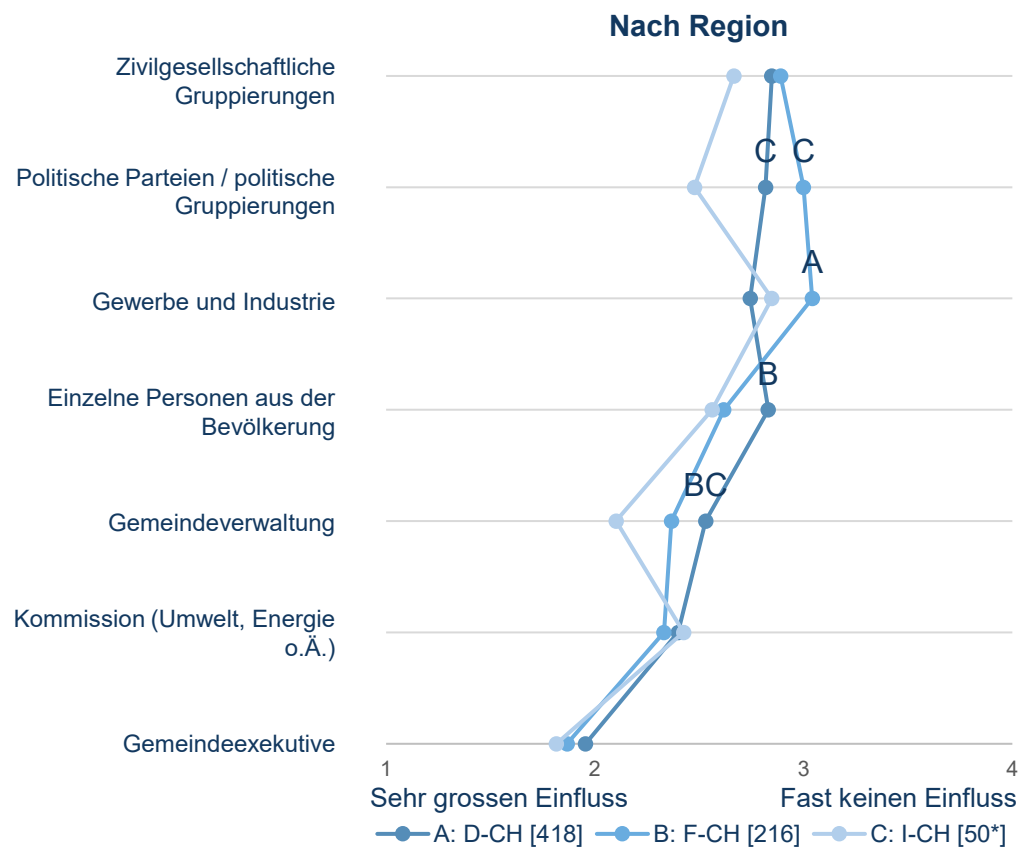 Nach Region
Zivilgesellschaftliche
Gruppierungen
C C
Politische Parteien / politische
Gruppierungen
A
Gewerbe und Industrie
B
Einzelne Personen aus der
Bevölkerung
BC
Gemeindeverwaltung
Kommission (Umwelt, Energie
o.Ä.)
Gemeindeexekutive
1 2 3 4
Sehr grossen Einfluss Fast keinen Einfluss
A: D-CH [418] B: F-CH [216] C: I-CH [50*]